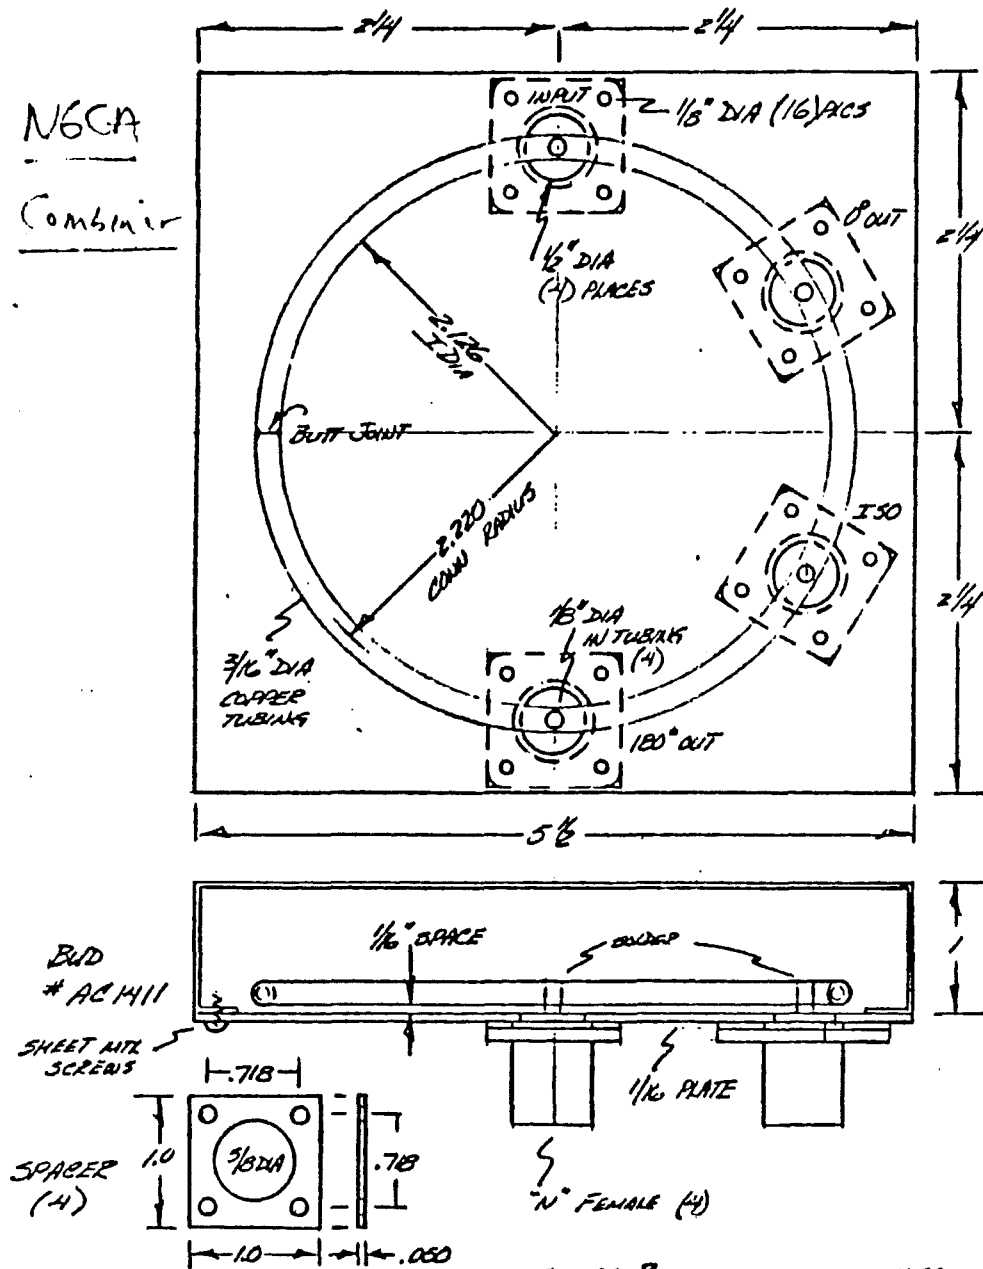 2 1/4
2 1/4
N6CA
Combiner
INPUT
1/8" DIA (16) PLCS
0° OUT
2 1/4
1/2" DIA
(4) PLACES
2.126
I DIA
BUTT JOINT
2.220
CONN RADIUS
ISO
2 1/4
1/8" DIA
IN TUBING
(4)
3/16" DIA
COPPER
TUBING
180° OUT
5 1/2
1/16" SPACE
SOLDER
1
BUD
# AC 1411
SHEET MTL
SCREWS
1/16 PLATE
.718
SPACER
(4)
1.0
5/8 DIA
.718
"N" FEMALE (4)
1.0
.060